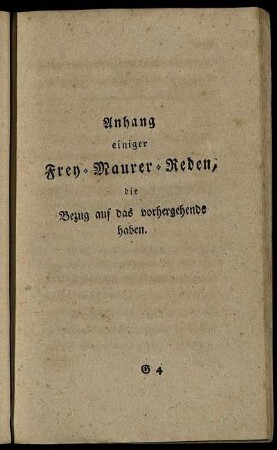 Anhang
einiger
Frey-Maurer-Reden,
die
Bezug auf das vorhergehende
haben.
G 4